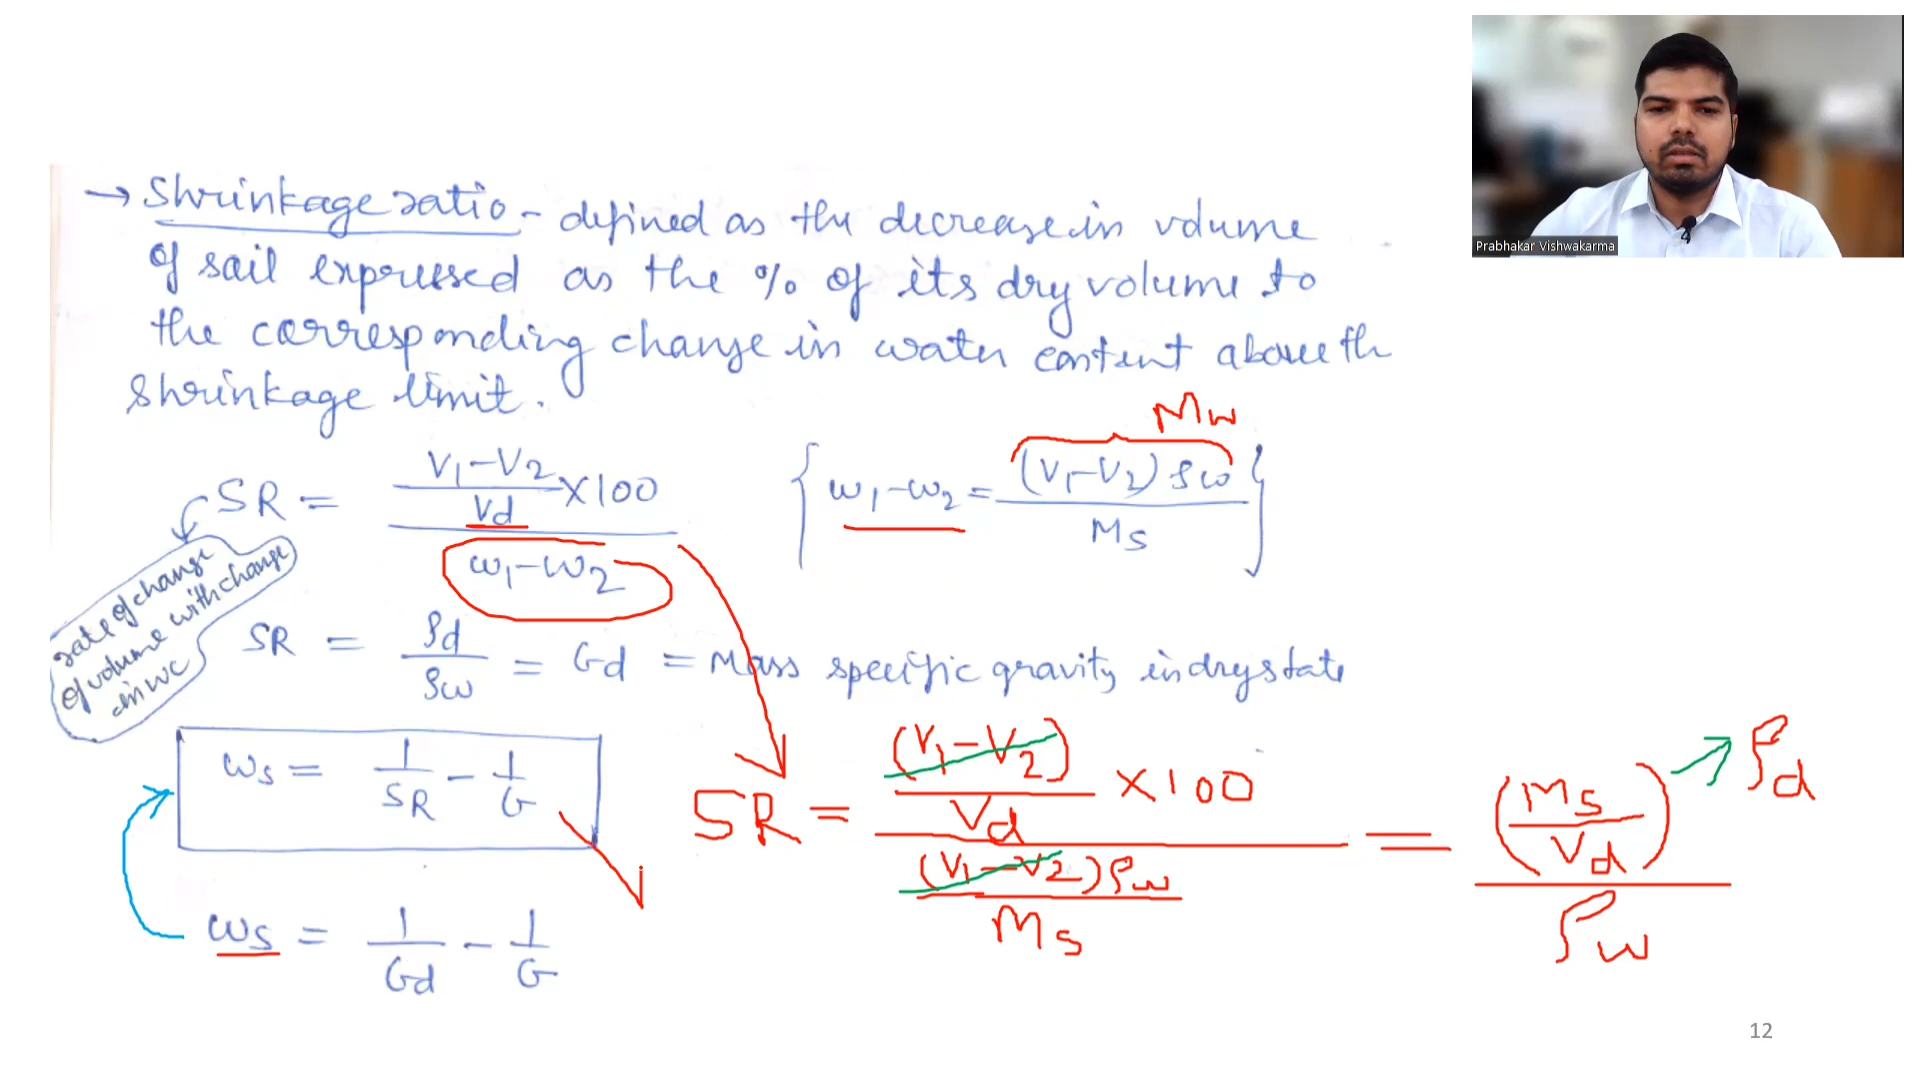 → Shrinkage ratio - defined as the decrease in volume
of sail expressed as the % of its dry volume to
the corresponding change in water content above th
shrinkage limit.
Mw
SR = (V1-V2/Vd × 100) / (w1-w2)
{ w1-w2 = (V1-V2) ρw / Ms }
rate of change
of volume with change
in wc
SR = ρd/ρw = Gd = Mass specific gravity in dry state
ws = 1/SR - 1/G
SR = ((V1-V2)/Vd × 100) / ((V1-V2)ρw/Ms) = (Ms/Vd) / ρw
ρd
ws = 1/Gd - 1/G
Prabhakar Vishwakarma
12